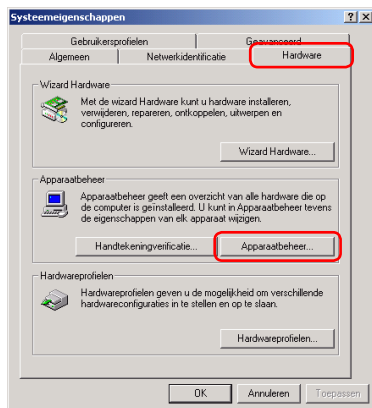 Systeemeigenschappen
Gebruikersprofielen
Geavanceerd
Algemeen
Netwerkidentificatie
Hardware
Wizard Hardware
Met de wizard Hardware kunt u hardware installeren,
verwijderen, repareren, ontkoppelen, uitwerpen en
configureren.
Wizard Hardware...
Apparaatbeheer
Apparaatbeheer geeft een overzicht van alle hardware die op
de computer is geïnstalleerd. U kunt in Apparaatbeheer tevens
de eigenschappen van elk apparaat wijzigen.
Handtekeningverificatie...
Apparaatbeheer...
Hardwareprofielen
Hardwareprofielen geven u de mogelijkheid om verschillende
hardwareconfiguraties in te stellen en op te slaan.
Hardwareprofielen...
OK
Annuleren
Toepassen